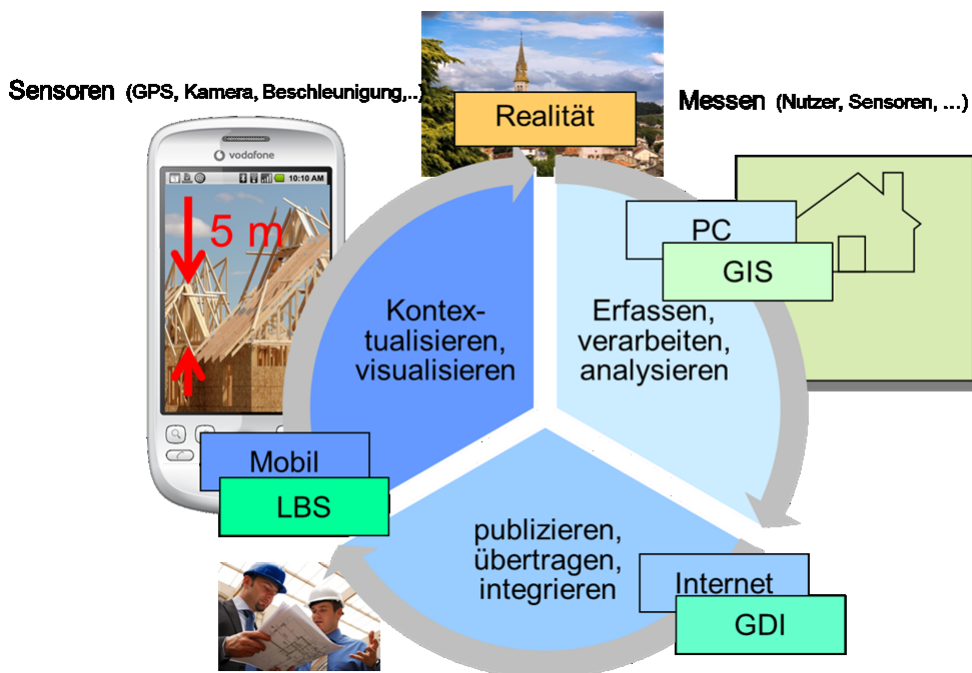 Sensoren (GPS, Kamera, Beschleunigung,..)
Realität
Messen (Nutzer, Sensoren, ...)
vodafone
10:10 AM
5 m
PC
GIS
Kontex-
tualisieren,
visualisieren
Erfassen,
verarbeiten,
analysieren
Mobil
LBS
publizieren,
übertragen,
integrieren
Internet
GDI